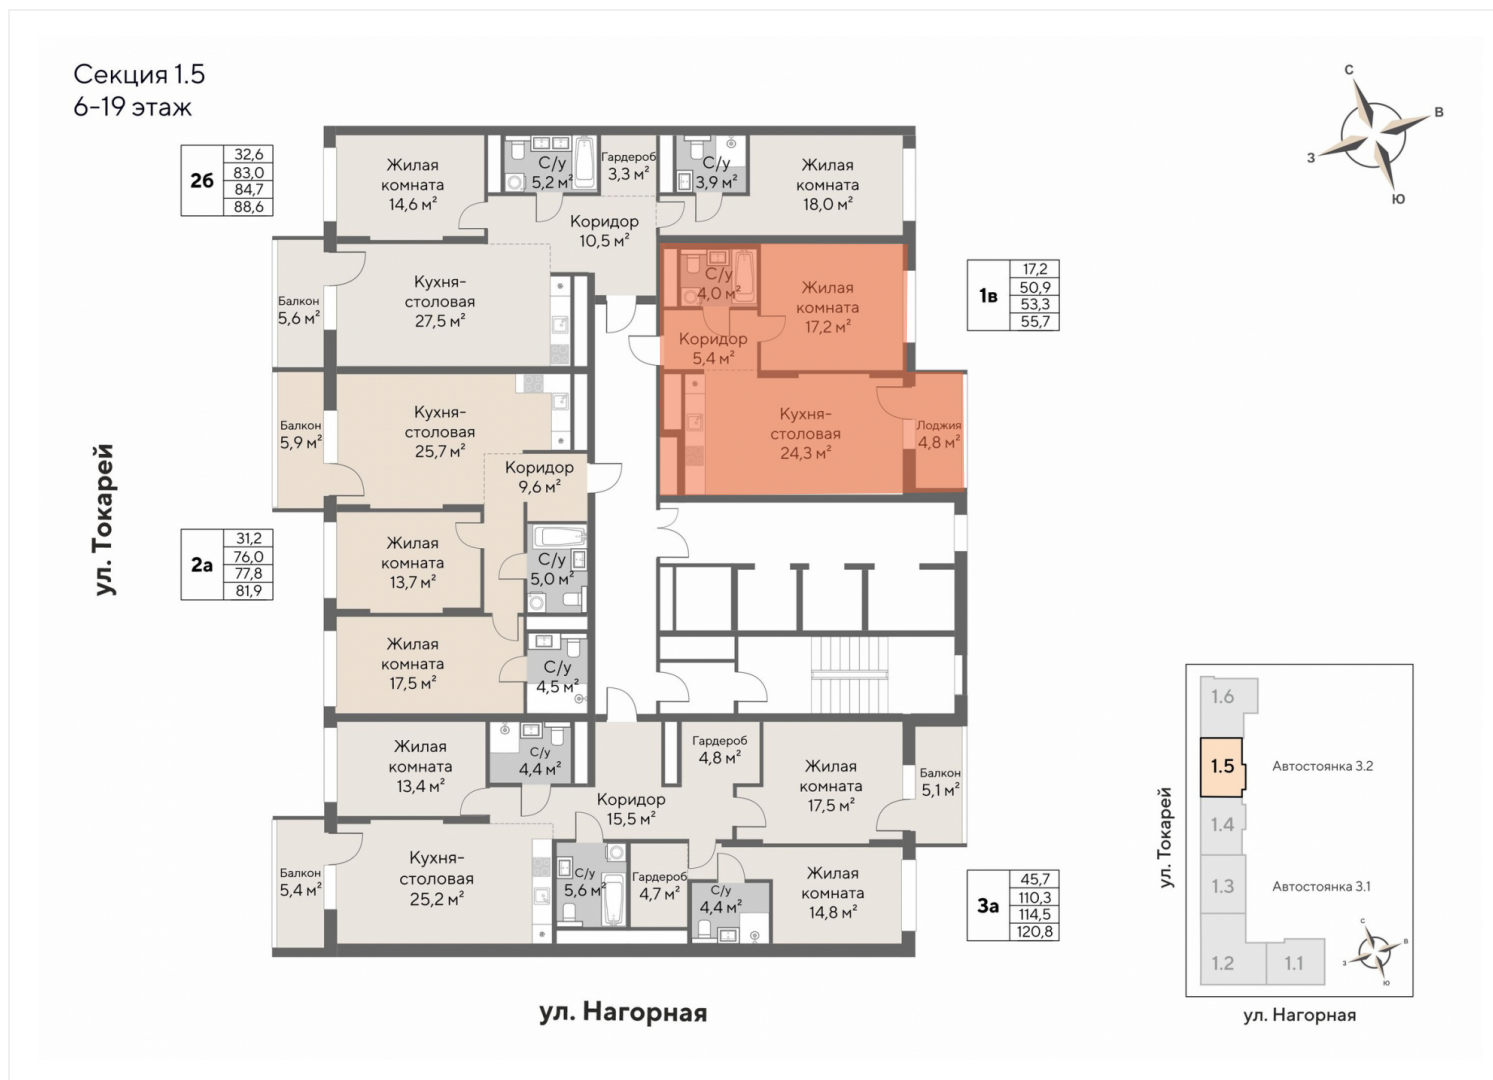 Секция 1.5
6-19 этаж
С
В
З
Ю
2б
32,6
83,0
84,7
88,6
Жилая
комната
14,6 м²
С/у
5,2 м²
Гардероб
3,3 м²
С/у
3,9 м²
Жилая
комната
18,0 м²
Коридор
10,5 м²
Балкон
5,6 м²
Кухня-
столовая
27,5 м²
С/у
4,0 м²
Жилая
комната
17,2 м²
Коридор
5,4 м²
1в
17,2
50,9
53,3
55,7
Балкон
5,9 м²
Кухня-
столовая
25,7 м²
Кухня-
столовая
24,3 м²
Лоджия
4,8 м²
Коридор
9,6 м²
ул. Токарей
2а
31,2
76,0
77,8
81,9
Жилая
комната
13,7 м²
С/у
5,0 м²
Жилая
комната
17,5 м²
С/у
4,5 м²
Жилая
комната
13,4 м²
С/у
4,4 м²
Гардероб
4,8 м²
Жилая
комната
17,5 м²
Балкон
5,1 м²
Коридор
15,5 м²
Балкон
5,4 м²
Кухня-
столовая
25,2 м²
С/у
5,6 м²
Гардероб
4,7 м²
С/у
4,4 м²
Жилая
комната
14,8 м²
3а
45,7
110,3
114,5
120,8
ул. Нагорная
1.6
1.5
Автостоянка 3.2
1.4
1.3
Автостоянка 3.1
1.2
1.1
С
В
З
Ю
ул. Токарей
ул. Нагорная